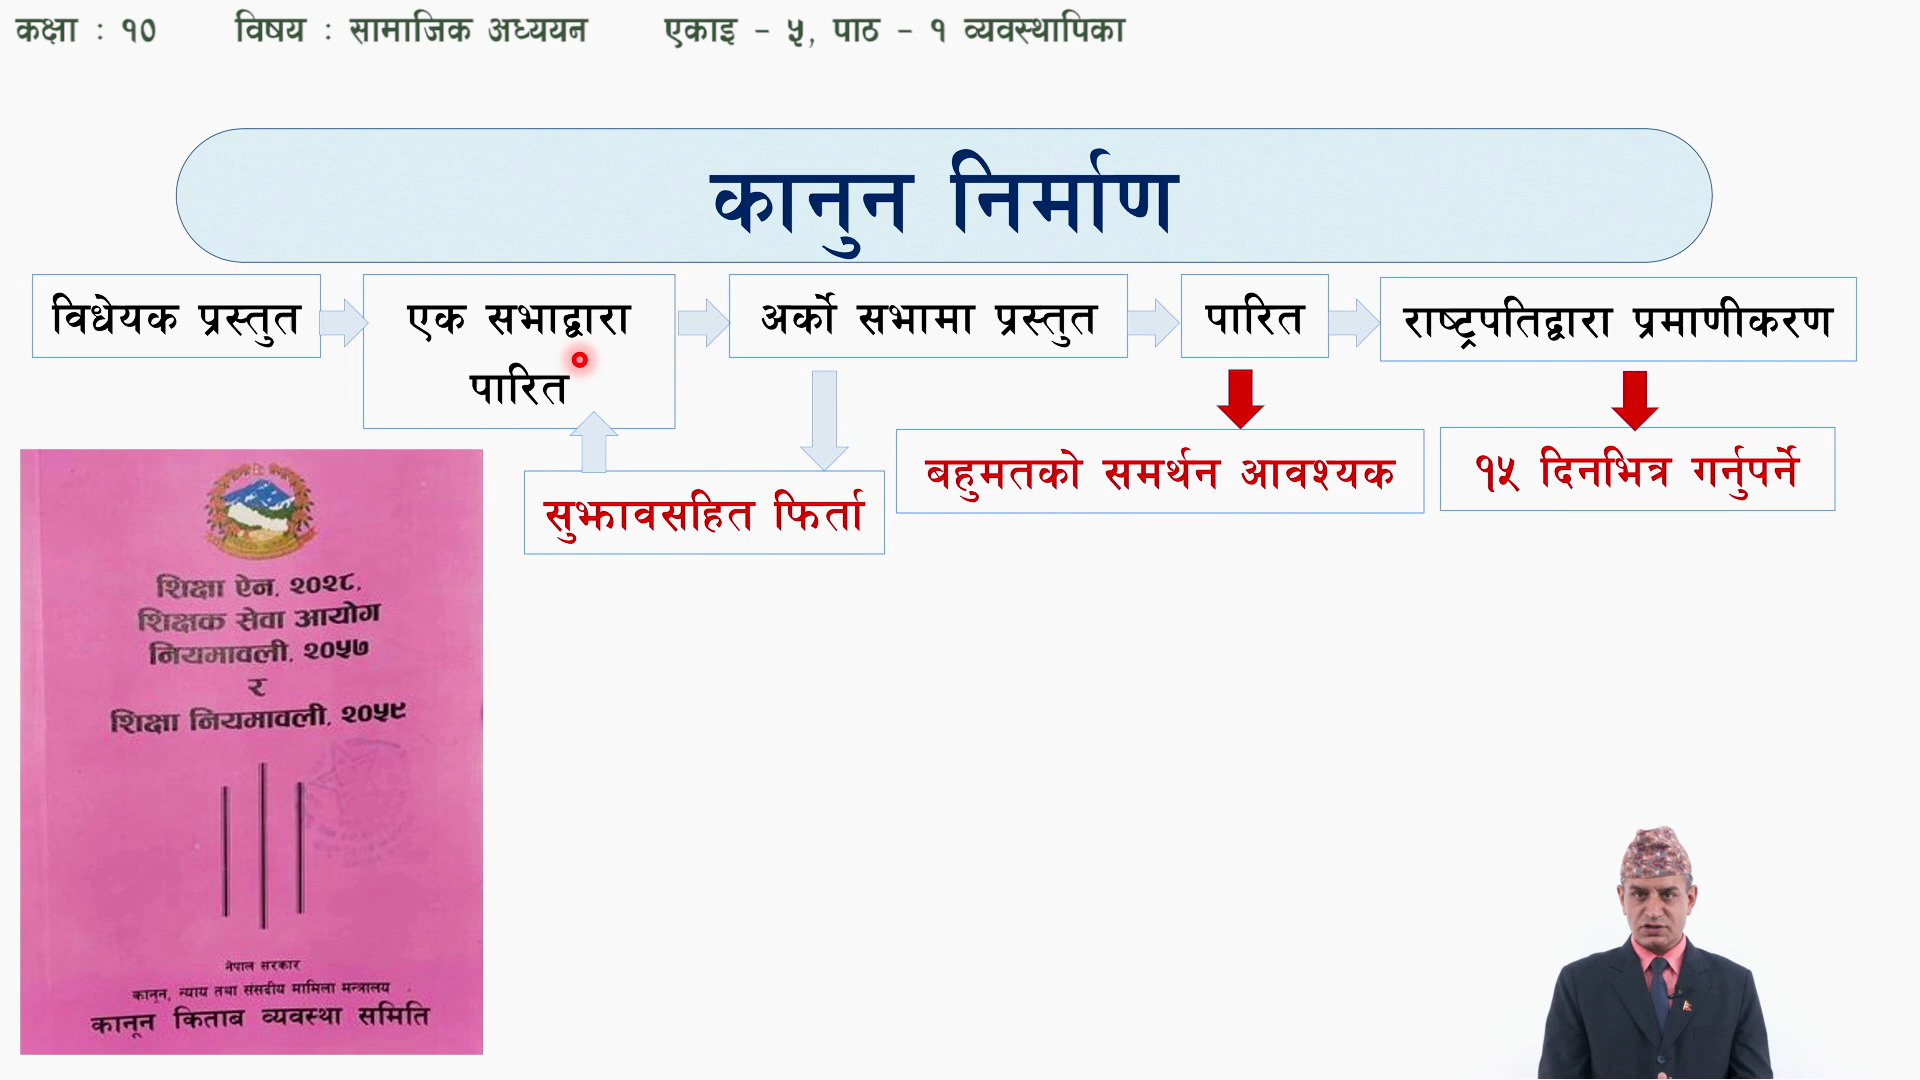 कक्षा : १० विषय : सामाजिक अध्ययन एकाइ - ५, पाठ - १ व्यवस्थापिका
कानुन निर्माण
विधेयक प्रस्तुत
एक सभाद्वारा
पारित
अर्को सभामा प्रस्तुत
पारित
राष्ट्रपतिद्वारा प्रमाणीकरण
सुझावसहित फिर्ता
बहुमतको समर्थन आवश्यक
१५ दिनभित्र गर्नुपर्ने
शिक्षा ऐन, २०२८,
शिक्षक सेवा आयोग
नियमावली, २०५७
र
शिक्षा नियमावली, २०५९
नेपाल सरकार
कानून, न्याय तथा संसदीय मामिला मन्त्रालय
कानून किताब व्यवस्था समिति